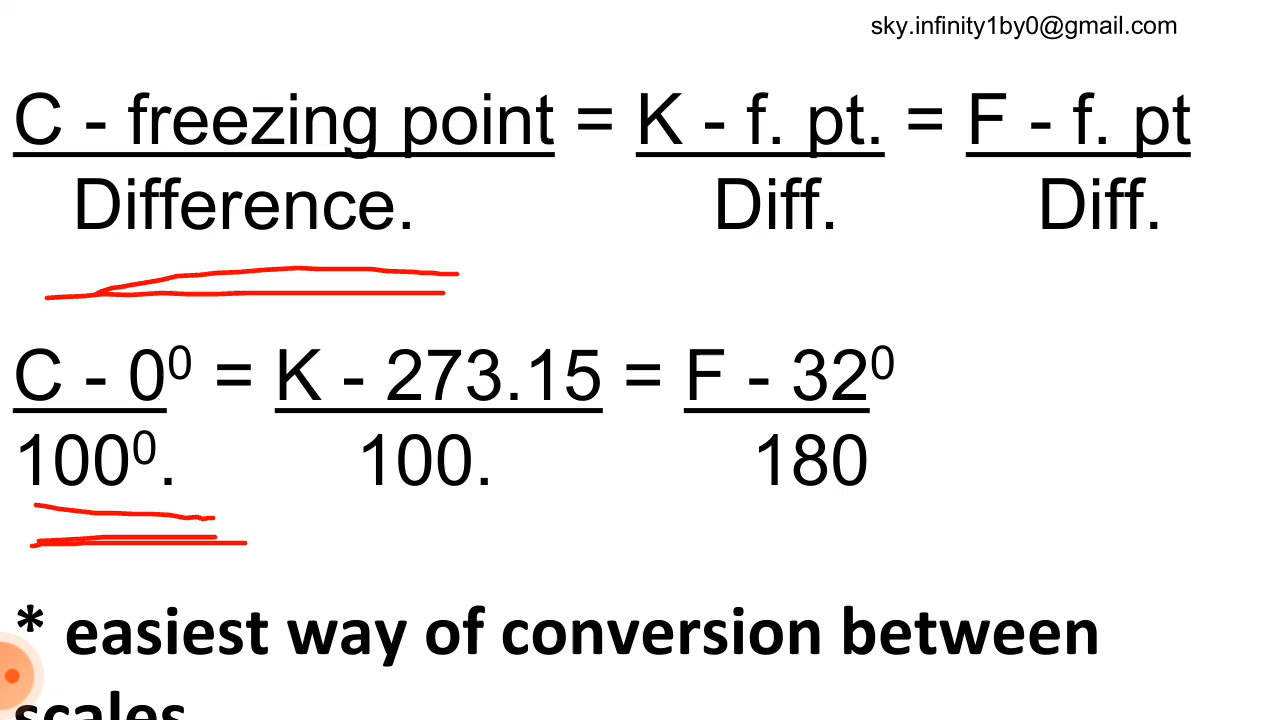 sky.infinity1by0@gmail.com
C - freezing point = K - f. pt. = F - f. pt
Difference. Diff. Diff.
C - 0⁰ = K - 273.15 = F - 32⁰
100⁰. 100. 180
* easiest way of conversion between
scales